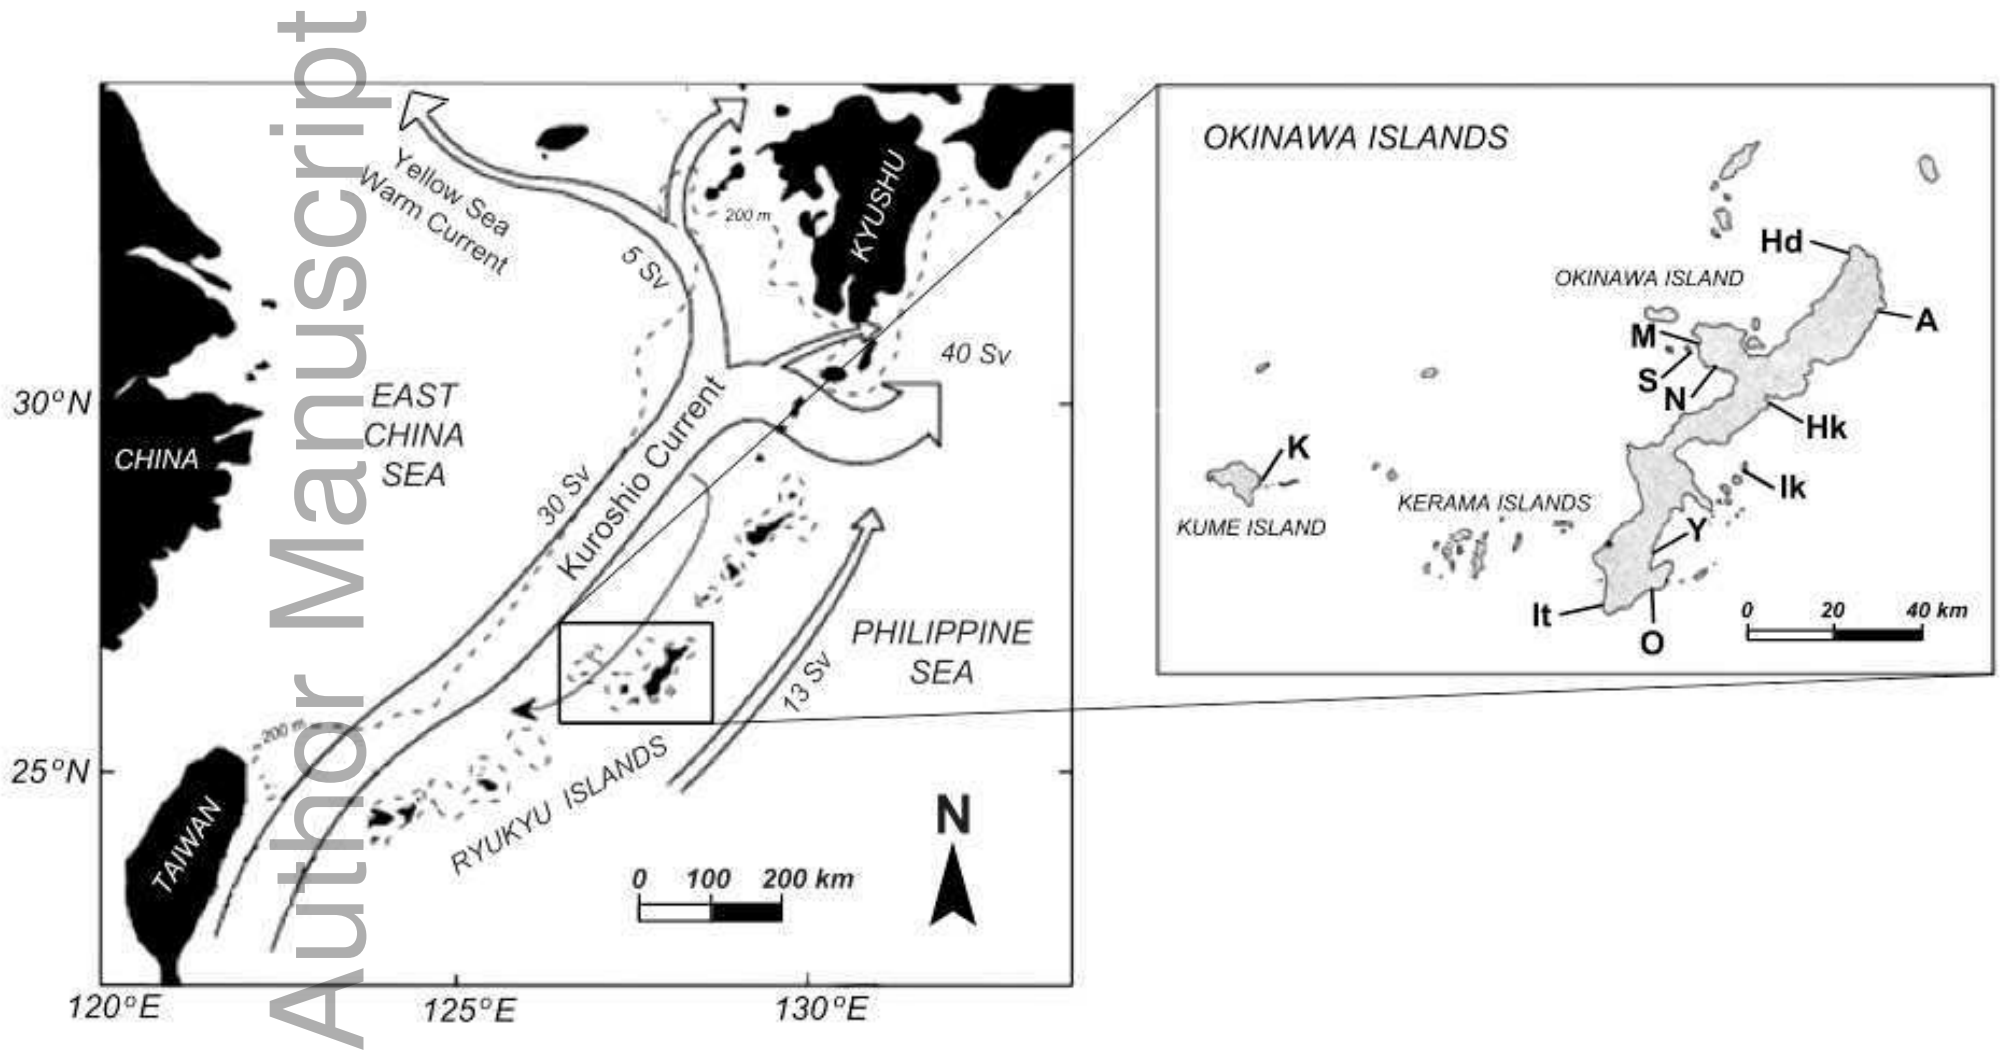 Author Manuscript
Yellow Sea
Warm Current
5 Sv
200 m
KYUSHU
40 Sv
30°N
EAST
CHINA
SEA
CHINA
30 Sv
Kuroshio Current
PHILIPPINE
SEA
13 Sv
200 m
25°N
TAIWAN
RYUKYU ISLANDS
N
0 100 200 km
120°E 125°E 130°E
OKINAWA ISLANDS
Hd
OKINAWA ISLAND
A
M
S
N
Hk
K
Ik
KERAMA ISLANDS
KUME ISLAND
Y
It
O
0 20 40 km